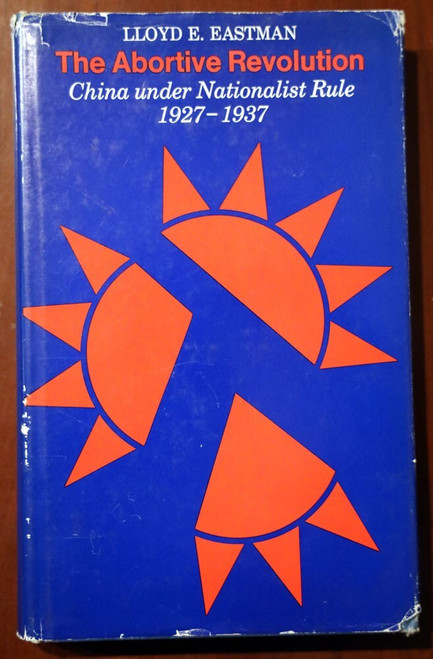 LLOYD E. EASTMAN
The Abortive Revolution
China under Nationalist Rule
1927–1937